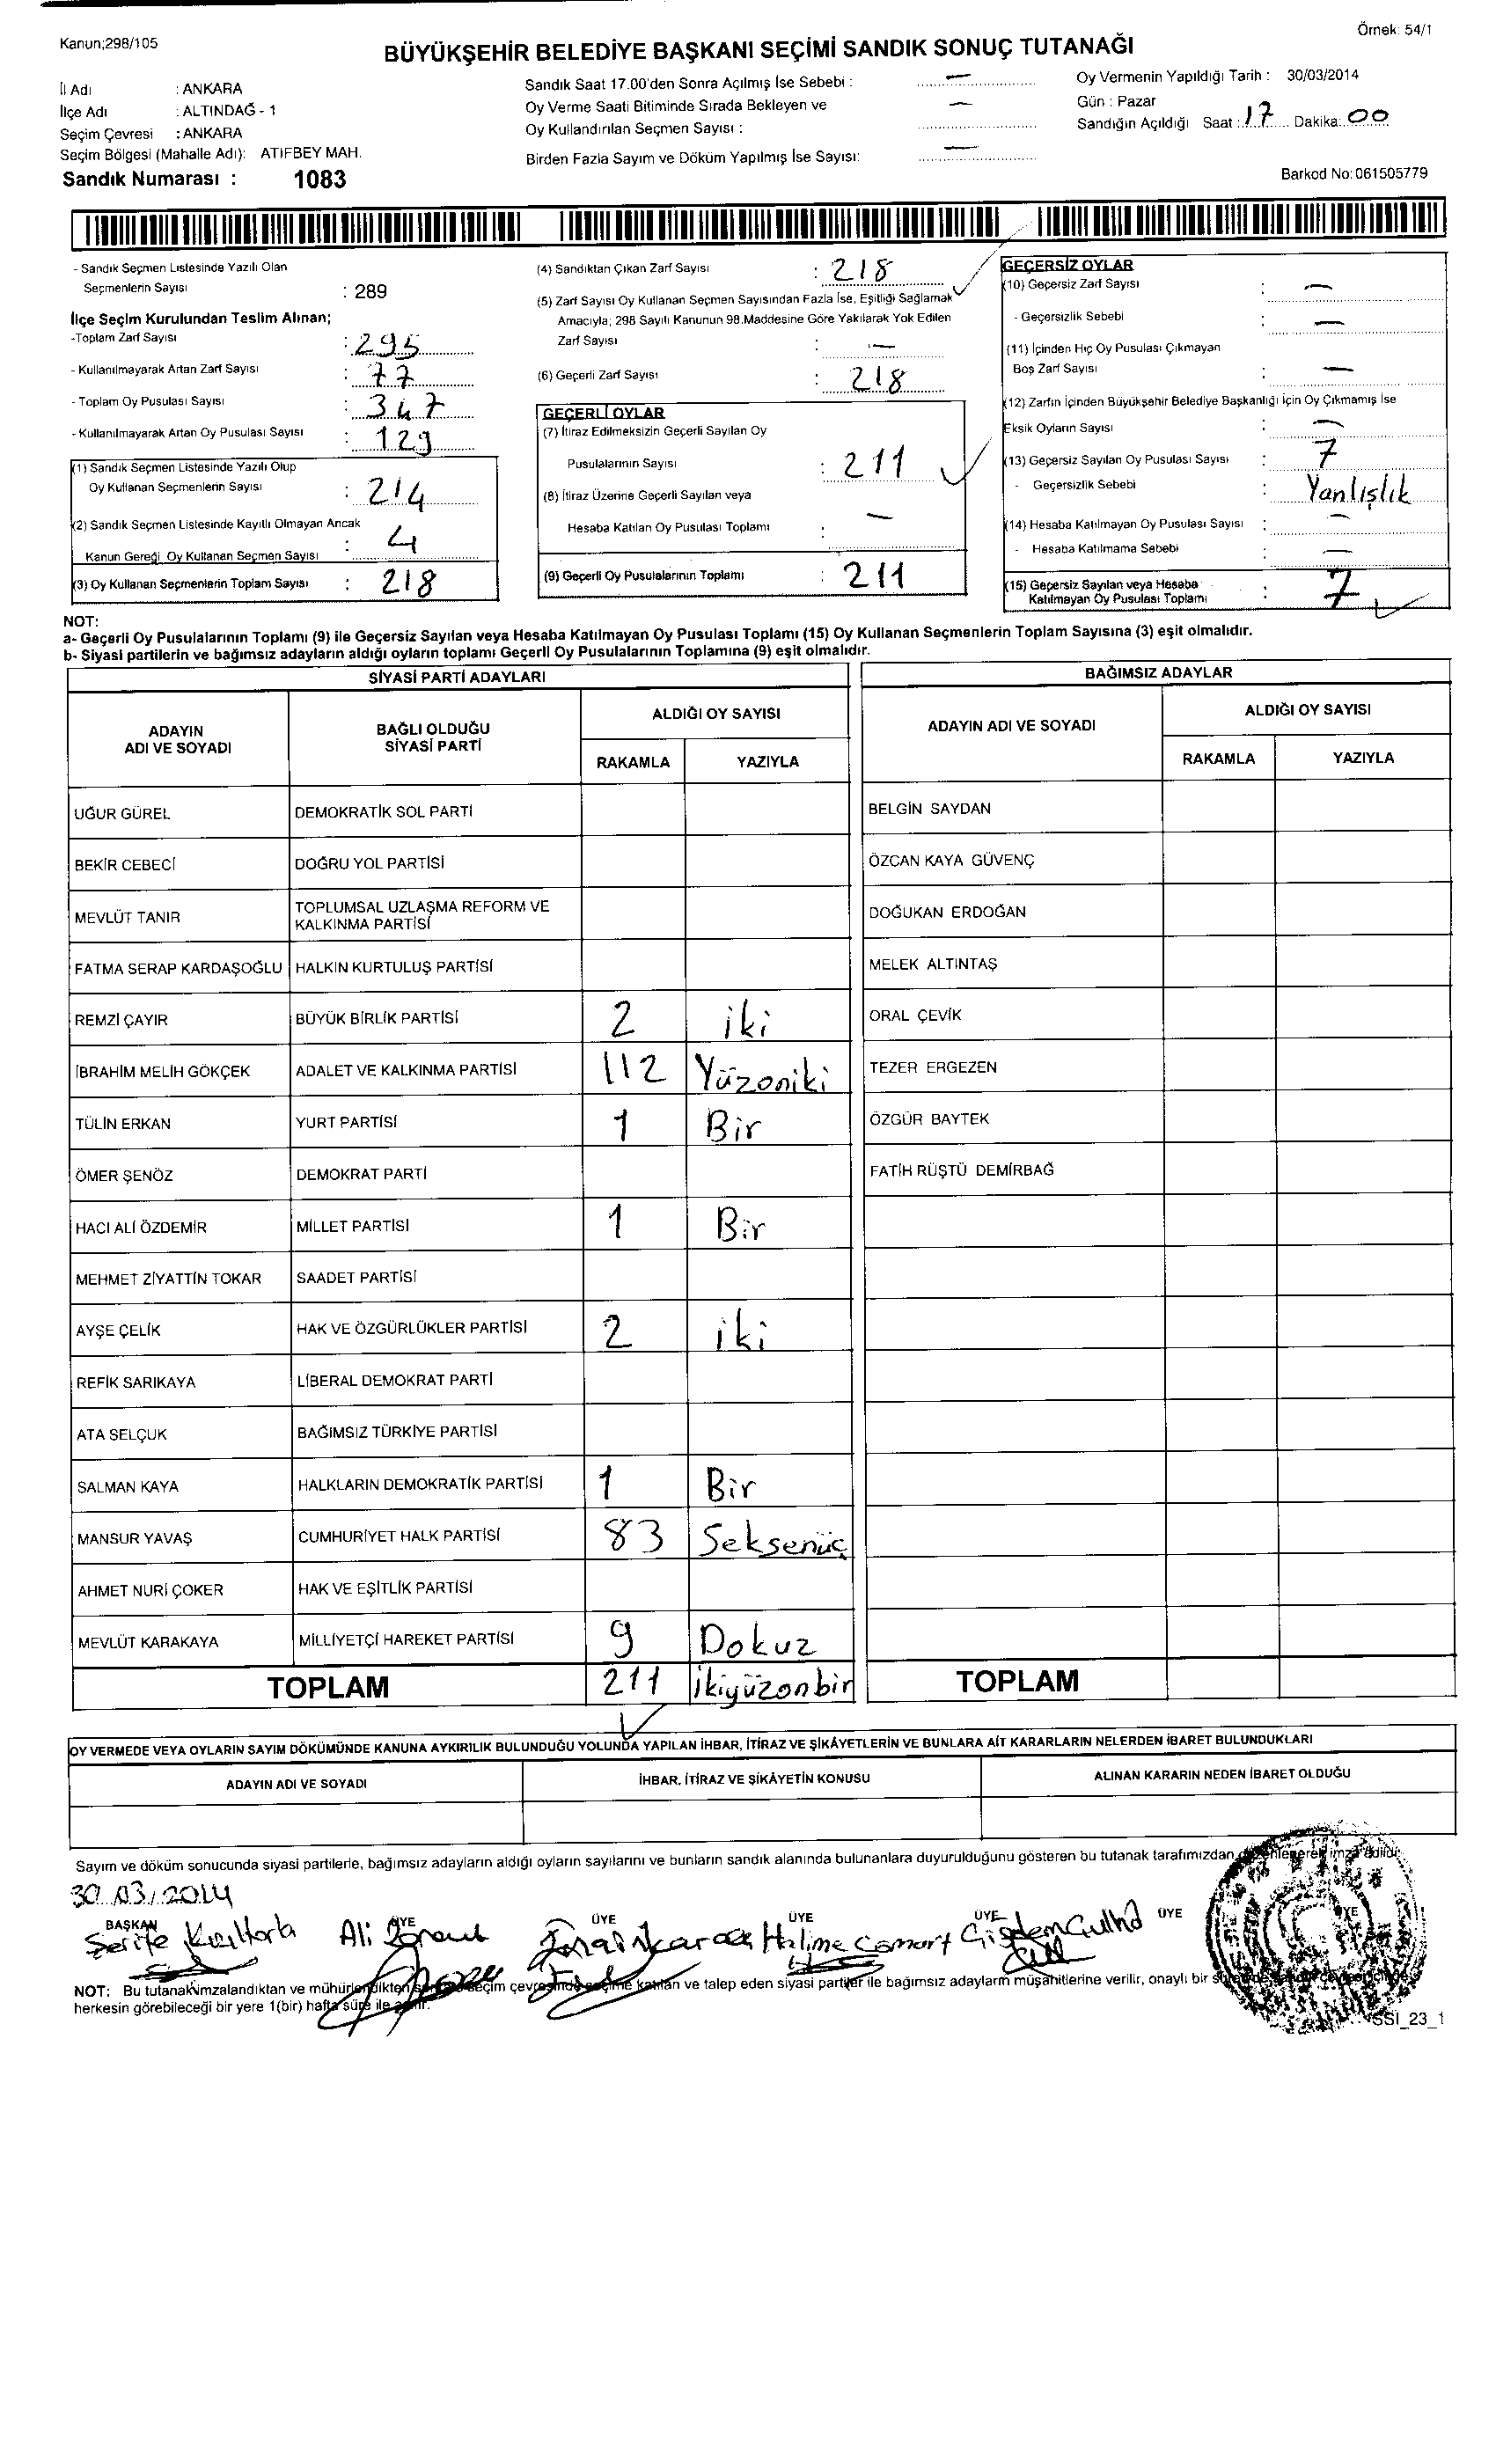 Kanun;298/105
Örnek: 54/1
BÜYÜKŞEHİR BELEDİYE BAŞKANI SEÇİMİ SANDIK SONUÇ TUTANAĞI
İl Adı : ANKARA
İlçe Adı : ALTINDAĞ - 1
Seçim Çevresi : ANKARA
Seçim Bölgesi (Mahalle Adı): ATIFBEY MAH.
Sandık Numarası : 1083
Sandık Saat 17.00'den Sonra Açılmış İse Sebebi : —
Oy Verme Saati Bitiminde Sırada Bekleyen ve —
Oy Kullandırılan Seçmen Sayısı :
Birden Fazla Sayım ve Döküm Yapılmış İse Sayısı: —
Oy Vermenin Yapıldığı Tarih : 30/03/2014
Gün : Pazar
Sandığın Açıldığı Saat : 17 Dakika: 00
Barkod No: 061505779
- Sandık Seçmen Listesinde Yazılı Olan
Seçmenlerin Sayısı : 289
İlçe Seçim Kurulundan Teslim Alınan;
-Toplam Zarf Sayısı : 295
- Kullanılmayarak Artan Zarf Sayısı : 77
- Toplam Oy Pusulası Sayısı : 347
- Kullanılmayarak Artan Oy Pusulası Sayısı : 129
(1) Sandık Seçmen Listesinde Yazılı Olup
Oy Kullanan Seçmenlerin Sayısı : 214
(2) Sandık Seçmen Listesinde Kayıtlı Olmayan Ancak
Kanun Gereği Oy Kullanan Seçmen Sayısı : 4
(3) Oy Kullanan Seçmenlerin Toplam Sayısı : 218
(4) Sandıktan Çıkan Zarf Sayısı : 218
(5) Zarf Sayısı Oy Kullanan Seçmen Sayısından Fazla İse, Eşitliği Sağlamak
Amacıyla; 298 Sayılı Kanunun 98.Maddesine Göre Yakılarak Yok Edilen
Zarf Sayısı : —
(6) Geçerli Zarf Sayısı : 218
GEÇERLİ OYLAR
(7) İtiraz Edilmeksizin Geçerli Sayılan Oy
Pusulalarının Sayısı : 211
(8) İtiraz Üzerine Geçerli Sayılan veya
Hesaba Katılan Oy Pusulası Toplamı : —
(9) Geçerli Oy Pusulalarının Toplamı : 211
GEÇERSİZ OYLAR
(10) Geçersiz Zarf Sayısı : —
- Geçersizlik Sebebi : —
(11) İçinden Hiç Oy Pusulası Çıkmayan
Boş Zarf Sayısı : —
(12) Zarfın İçinden Büyükşehir Belediye Başkanlığı İçin Oy Çıkmamış İse
Eksik Oyların Sayısı : —
(13) Geçersiz Sayılan Oy Pusulası Sayısı : 7
- Geçersizlik Sebebi : Yanlışlık
(14) Hesaba Katılmayan Oy Pusulası Sayısı : —
- Hesaba Katılmama Sebebi : —
(15) Geçersiz Sayılan veya Hesaba
Katılmayan Oy Pusulası Toplamı : 7
NOT:
a- Geçerli Oy Pusulalarının Toplamı (9) ile Geçersiz Sayılan veya Hesaba Katılmayan Oy Pusulası Toplamı (15) Oy Kullanan Seçmenlerin Toplam Sayısına (3) eşit olmalıdır.
b- Siyasi partilerin ve bağımsız adayların aldığı oyların toplamı Geçerli Oy Pusulalarının Toplamına (9) eşit olmalıdır.
SİYASİ PARTİ ADAYLARI
ADAYIN ADI VE SOYADI
BAĞLI OLDUĞU SİYASİ PARTİ
ALDIĞI OY SAYISI
RAKAMLA YAZIYLA
UĞUR GÜREL DEMOKRATİK SOL PARTİ
BEKİR CEBECİ DOĞRU YOL PARTİSİ
MEVLÜT TANIR TOPLUMSAL UZLAŞMA REFORM VE KALKINMA PARTİSİ
FATMA SERAP KARDAŞOĞLU HALKIN KURTULUŞ PARTİSİ
REMZİ ÇAYIR BÜYÜK BİRLİK PARTİSİ 2 iki
İBRAHİM MELİH GÖKÇEK ADALET VE KALKINMA PARTİSİ 112 Yüzoniki
TÜLİN ERKAN YURT PARTİSİ 1 Bir
ÖMER ŞENÖZ DEMOKRAT PARTİ
HACI ALİ ÖZDEMİR MİLLET PARTİSİ 1 Bir
MEHMET ZİYATTİN TOKAR SAADET PARTİSİ
AYŞE ÇELİK HAK VE ÖZGÜRLÜKLER PARTİSİ 2 iki
REFİK SARIKAYA LİBERAL DEMOKRAT PARTİ
ATA SELÇUK BAĞIMSIZ TÜRKİYE PARTİSİ
SALMAN KAYA HALKLARIN DEMOKRATİK PARTİSİ 1 Bir
MANSUR YAVAŞ CUMHURİYET HALK PARTİSİ 83 Seksenüç
AHMET NURİ ÇOKER HAK VE EŞİTLİK PARTİSİ
MEVLÜT KARAKAYA MİLLİYETÇİ HAREKET PARTİSİ 9 Dokuz
TOPLAM 211 İkiyüzonbir
BAĞIMSIZ ADAYLAR
ADAYIN ADI VE SOYADI
ALDIĞI OY SAYISI
RAKAMLA YAZIYLA
BELGİN SAYDAN
ÖZCAN KAYA GÜVENÇ
DOĞUKAN ERDOĞAN
MELEK ALTINTAŞ
ORAL ÇEVİK
TEZER ERGEZEN
ÖZGÜR BAYTEK
FATİH RÜŞTÜ DEMİRBAĞ
TOPLAM
OY VERMEDE VEYA OYLARIN SAYIM DÖKÜMÜNDE KANUNA AYKIRILIK BULUNDUĞU YOLUNDA YAPILAN İHBAR, İTİRAZ VE ŞİKÂYETLERİN VE BUNLARA AİT KARARLARIN NELERDEN İBARET BULUNDUKLARI
ADAYIN ADI VE SOYADI İHBAR, İTİRAZ VE ŞİKÂYETİN KONUSU ALINAN KARARIN NEDEN İBARET OLDUĞU
Sayım ve döküm sonucunda siyasi partilerle, bağımsız adayların aldığı oyların sayılarını ve bunların sandık alanında bulunanlara duyurulduğunu gösteren bu tutanak tarafımızdan düzenlenerek imza edildi.
30.03.2014
BAŞKAN ÜYE ÜYE ÜYE ÜYE ÜYE ÜYE
Şerife Ali Halime Comart
NOT: Bu tutanak imzalandıktan ve mühürlendikten seçim çevresinde seçime katılan ve talep eden siyasi partiler ile bağımsız adayların müşahitlerine verilir, onaylı bir
herkesin görebileceği bir yere 1(bir) hafta süre ile asılır.
SSI_23_1